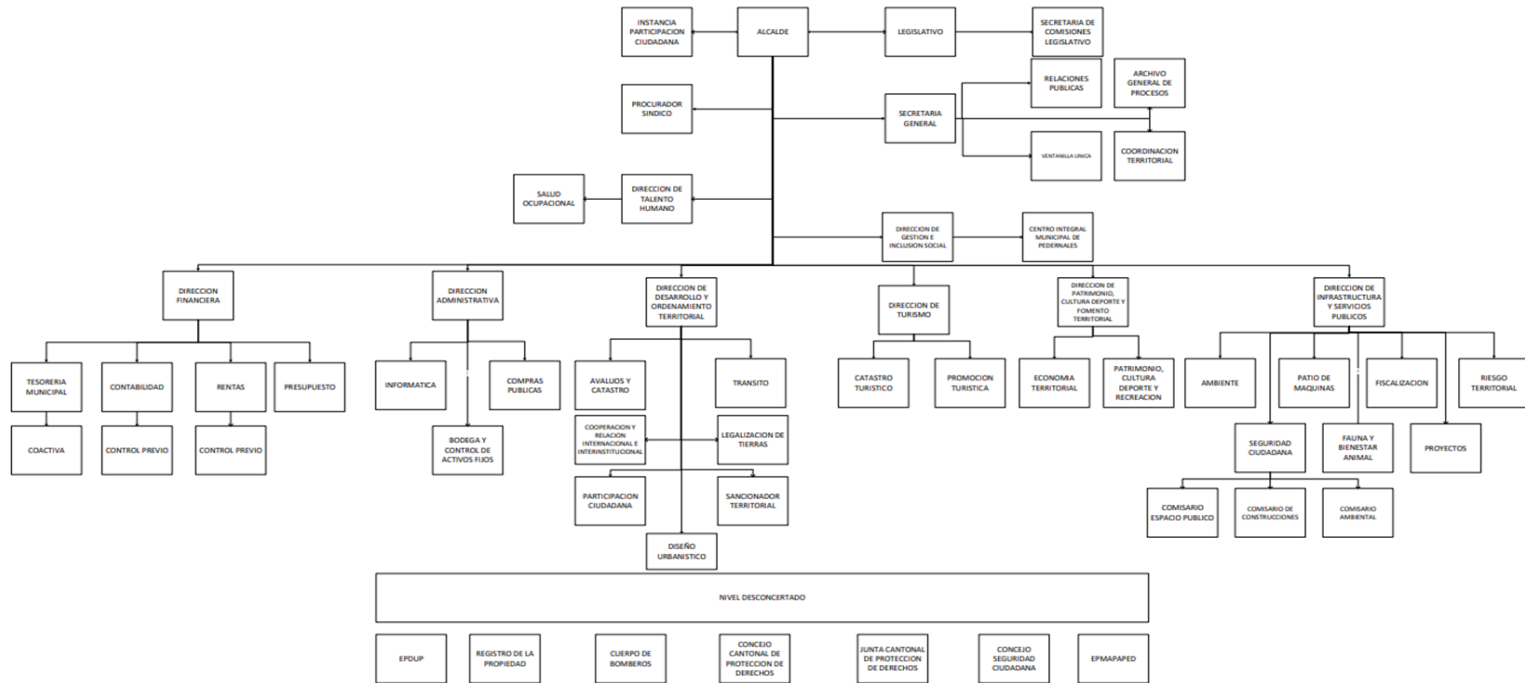 INSTANCIA
PARTICIPACION
CIUDADANA
ALCALDE
LEGISLATIVO
SECRETARIA DE
COMISIONES
LEGISLATIVO
RELACIONES
PUBLICAS
ARCHIVO
GENERAL DE
PROCESOS
PROCURADOR
SINDICO
SECRETARIA
GENERAL
VENTANILLA UNICA
COORDINACION
TERRITORIAL
SALUD
OCUPACIONAL
DIRECCION DE
TALENTO
HUMANO
DIRECCION DE
GESTION E
INCLUSION SOCIAL
CENTRO INTEGRAL
MUNICIPAL DE
PEDERNALES
DIRECCION
FINANCIERA
DIRECCION
ADMINISTRATIVA
DIRECCION DE
DESARROLLO Y
ORDENAMIENTO
TERRITORIAL
DIRECCION DE
TURISMO
DIRECCION DE
PATRIMONIO,
CULTURA DEPORTE Y
FOMENTO
TERRITORIAL
DIRECCION DE
INFRASTRUCTURA
Y SERVICIOS
PUBLICOS
TESORERIA
MUNICIPAL
CONTABILIDAD
RENTAS
PRESUPUESTO
INFORMATICA
COMPRAS
PUBLICAS
AVALUOS Y
CATASTRO
TRANSITO
CATASTRO
TURISTICO
PROMOCION
TURISTICA
ECONOMIA
TERRITORIAL
PATRIMONIO,
CULTURA
DEPORTE Y
RECREACION
AMBIENTE
PATIO DE
MAQUINAS
FISCALIZACION
RIESGO
TERRITORIAL
COACTIVA
CONTROL PREVIO
CONTROL PREVIO
BODEGA Y
CONTROL DE
ACTIVOS FIJOS
COOPERACION Y
RELACION
INTERNACIONAL E
INTERINSTITUCIONAL
LEGALIZACION DE
TIERRAS
SEGURIDAD
CIUDADANA
FAUNA Y
BIENESTAR
ANIMAL
PROYECTOS
PARTICIPACION
CIUDADANA
SANCIONADOR
TERRITORIAL
COMISARIO
ESPACIO PUBLICO
COMISARIO DE
CONSTRUCCIONES
COMISARIO
AMBIENTAL
DISEÑO
URBANISTICO
NIVEL DESCONCERTADO
EPDUP
REGISTRO DE LA
PROPIEDAD
CUERPO DE
BOMBEROS
CONCEJO
CANTONAL DE
PROTECCION DE
DERECHOS
JUNTA CANTONAL
DE PROTECCION
DE DERECHOS
CONCEJO
SEGURIDAD
CIUDADANA
EPMAPAPED